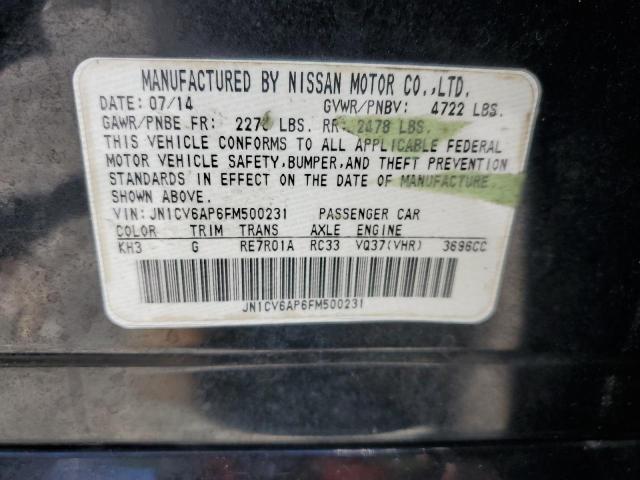 MANUFACTURED BY NISSAN MOTOR CO.,LTD.
DATE: 07/14 GVWR/PNBV: 4722 LBS.
GAWR/PNBE FR: LBS. RR: 2478 LBS.
THIS VEHICLE CONFORMS TO ALL APPLICABLE FEDERAL
MOTOR VEHICLE SAFETY,BUMPER,AND THEFT PREVENTION
STANDARDS IN EFFECT ON THE DATE OF MANUFACTURE
SHOWN ABOVE.
VIN: JN1CV6AP6FM500231 PASSENGER CAR
COLOR TRIM TRANS AXLE ENGINE
KH3 G RE7R01A RC33 VQ37(VHR) 3696CC
JN1CV6AP6FM500231